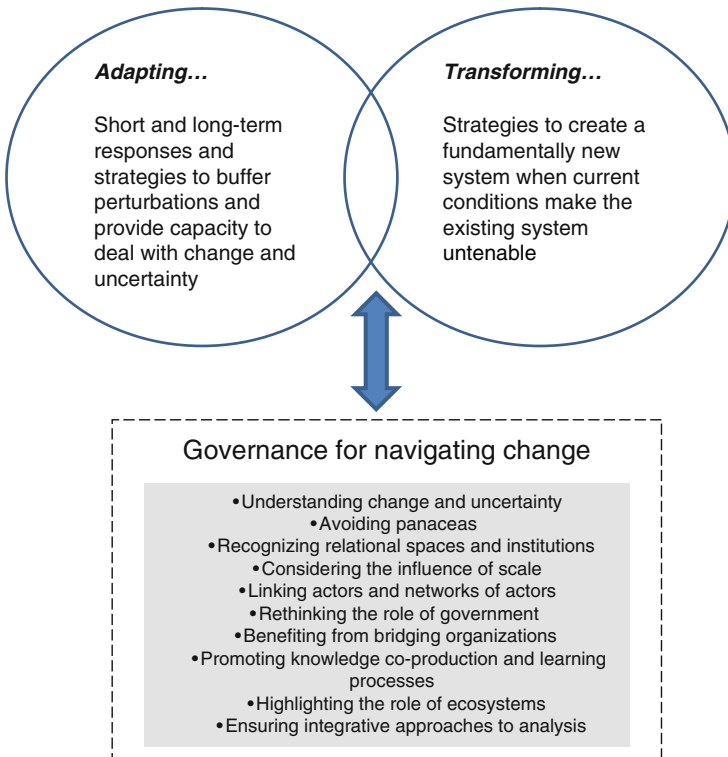 Adapting...
Short and long-term
responses and
strategies to buffer
perturbations and
provide capacity to
deal with change and
uncertainty
Transforming...
Strategies to create a
fundamentally new
system when current
conditions make the
existing system
untenable
Governance for navigating change
•Understanding change and uncertainty
•Avoiding panaceas
•Recognizing relational spaces and institutions
•Considering the influence of scale
•Linking actors and networks of actors
•Rethinking the role of government
•Benefiting from bridging organizations
•Promoting knowledge co-production and learning
processes
•Highlighting the role of ecosystems
•Ensuring integrative approaches to analysis